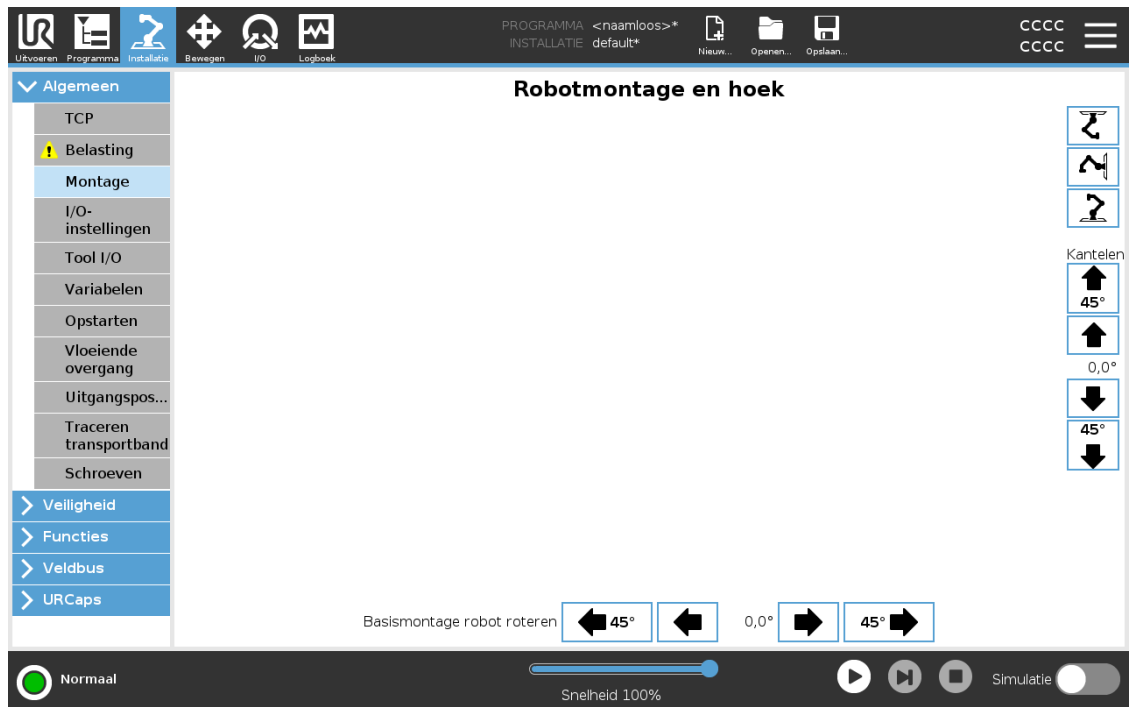 PROGRAMMA <naamloos>*
INSTALLATIE default*
Nieuw...
Openen...
Opslaan...
CCCC
CCCC
Uitvoeren
Programma
Installatie
Bewegen
I/O
Logboek
Algemeen
TCP
Belasting
Montage
I/O-
instellingen
Tool I/O
Variabelen
Opstarten
Vloeiende
overgang
Uitgangspos...
Traceren
transportband
Schroeven
Veiligheid
Functies
Veldbus
URCaps
Robotmontage en hoek
Kantelen
45°
0,0°
45°
Basismontage robot roteren
45°
0,0°
45°
Normaal
Snelheid 100%
Simulatie